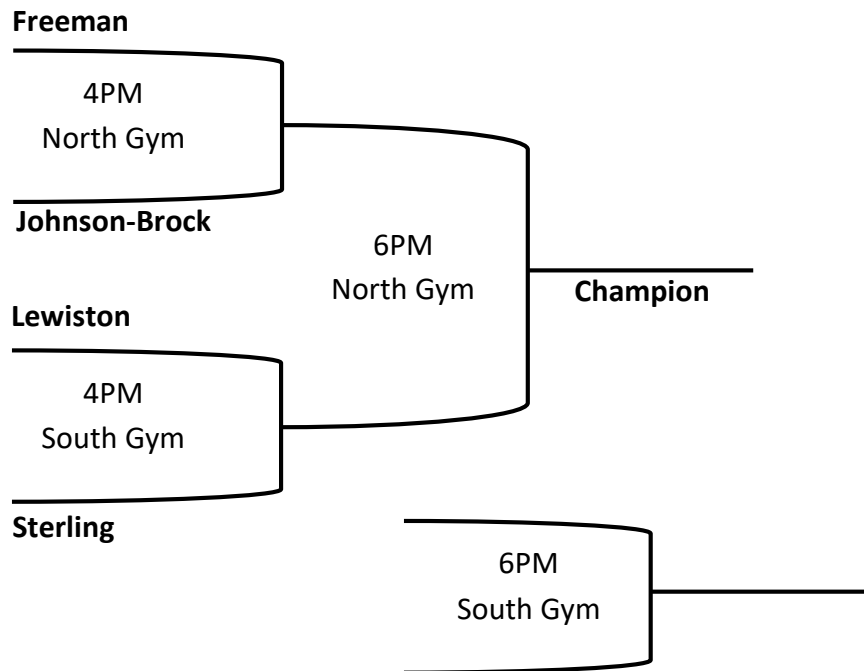 Freeman
4PM
North Gym
Johnson-Brock
6PM
North Gym
Champion
Lewiston
4PM
South Gym
Sterling
6PM
South Gym